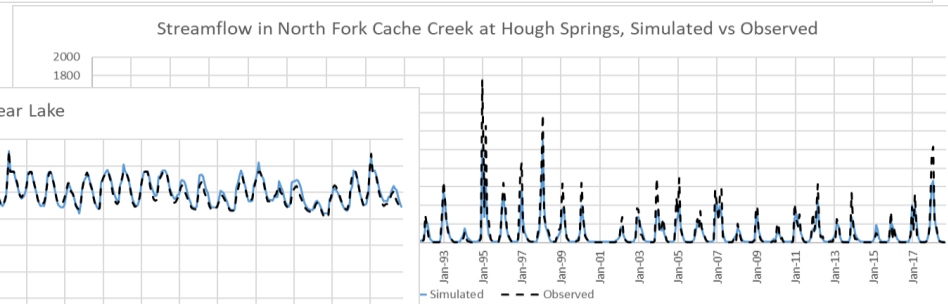 Streamflow in North Fork Cache Creek at Hough Springs, Simulated vs Observed
2000
1800
ear Lake
Jan-93
Jan-95
Jan-97
Jan-99
Jan-01
Jan-03
Jan-05
Jan-07
Jan-09
Jan-11
Jan-13
Jan-15
Jan-17
Simulated
Observed